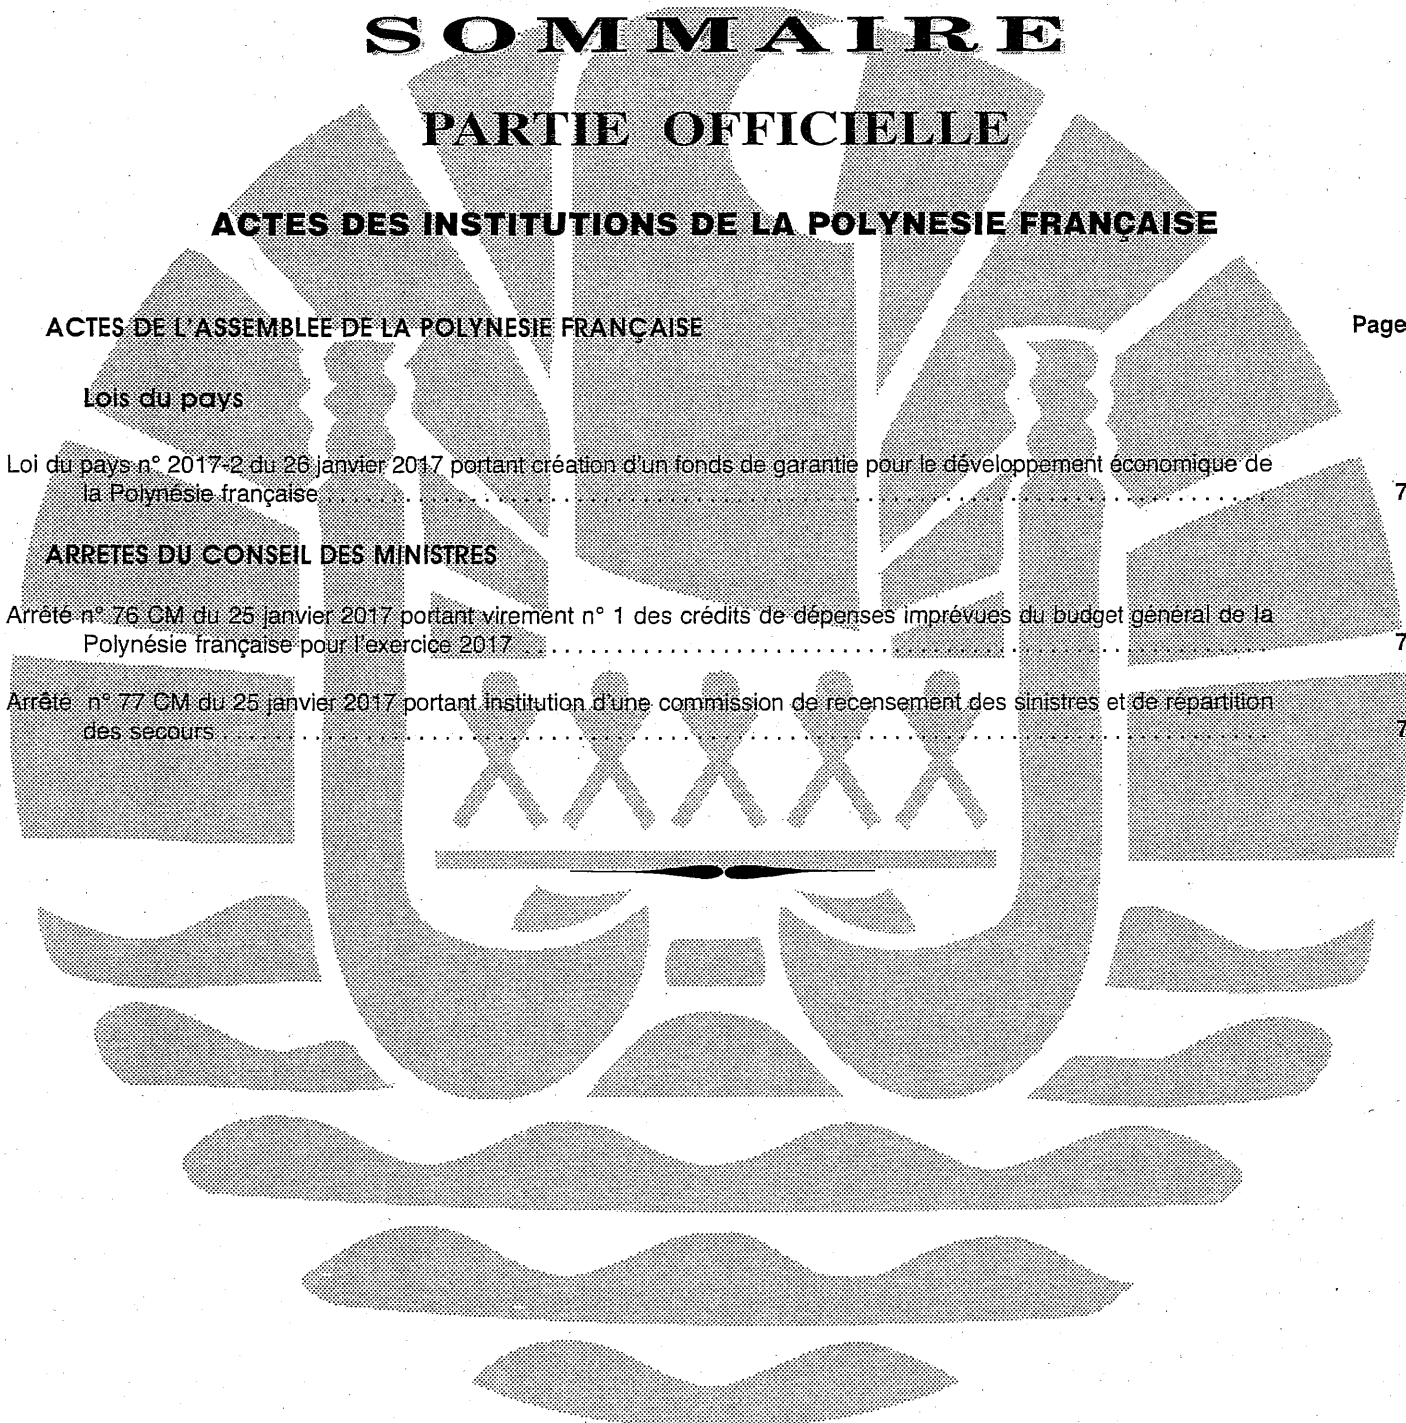 SOMMAIRE
PARTIE OFFICIELLE
ACTES DES INSTITUTIONS DE LA POLYNESIE FRANÇAISE
ACTES DE L'ASSEMBLEE DE LA POLYNESIE FRANÇAISE Page
Lois du pays
Loi du pays n° 2017-2 du 26 janvier 2017 portant création d'un fonds de garantie pour le développement économique de
la Polynésie française . . . . . . . . . . . . . . . . . . . . 7
ARRETES DU CONSEIL DES MINISTRES
Arrêté n° 76 CM du 25 janvier 2017 portant virement n° 1 des crédits de dépenses imprévues du budget général de la
Polynésie française pour l'exercice 2017 . . . . . . . . . . . . . . . . . . . . 7
Arrêté n° 77 CM du 25 janvier 2017 portant institution d'une commission de recensement des sinistres et de répartition
des secours . . . . . . . . . . . . . . . . . . . . 7